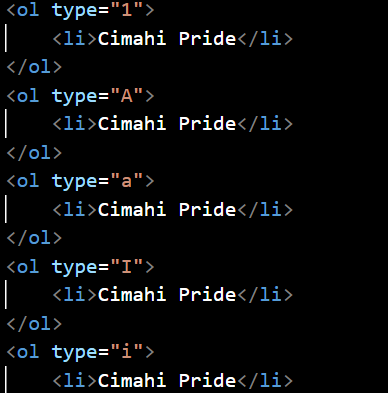 <ol type="1">
    <li>Cimahi Pride</li>
</ol>
<ol type="A">
    <li>Cimahi Pride</li>
</ol>
<ol type="a">
    <li>Cimahi Pride</li>
</ol>
<ol type="I">
    <li>Cimahi Pride</li>
</ol>
<ol type="i">
    <li>Cimahi Pride</li>